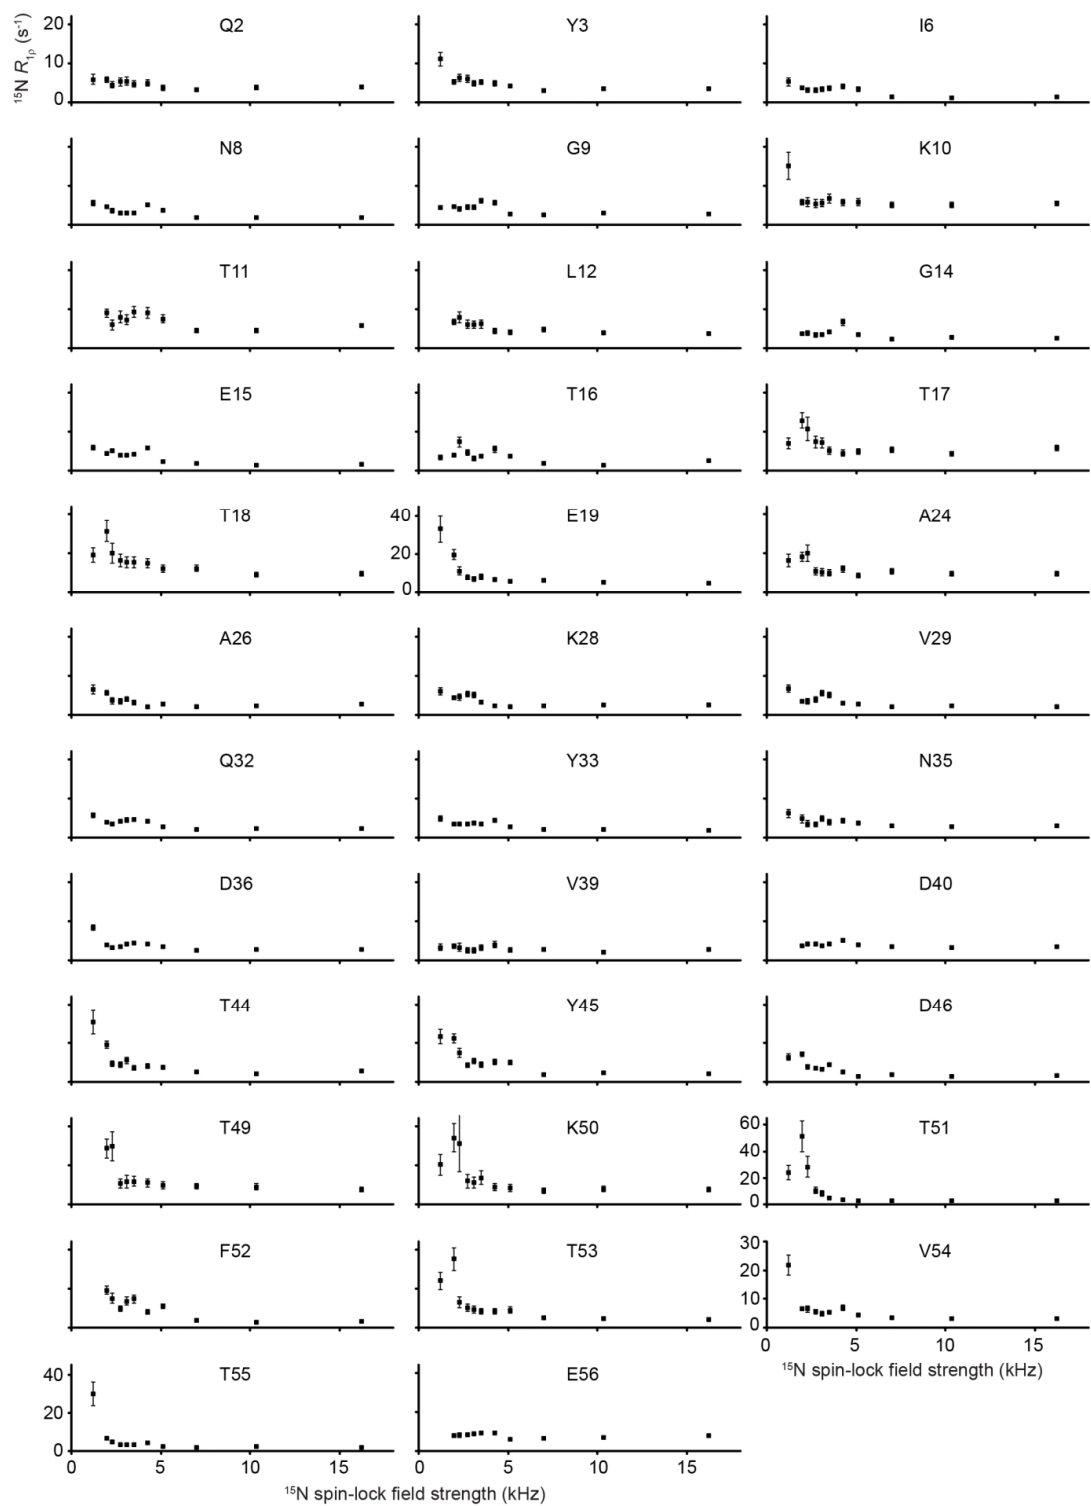 ¹⁵N R₁ρ (s⁻¹)
20
10
0
Q2
Y3
I6
N8
G9
K10
T11
L12
G14
E15
T16
T17
T18
40
20
0
E19
A24
A26
K28
V29
Q32
Y33
N35
D36
V39
D40
T44
Y45
D46
T49
K50
60
40
20
0
T51
F52
T53
30
20
10
0
V54
0 5 10 15
¹⁵N spin-lock field strength (kHz)
40
20
0
T55
E56
0 5 10 15
0 5 10 15
¹⁵N spin-lock field strength (kHz)